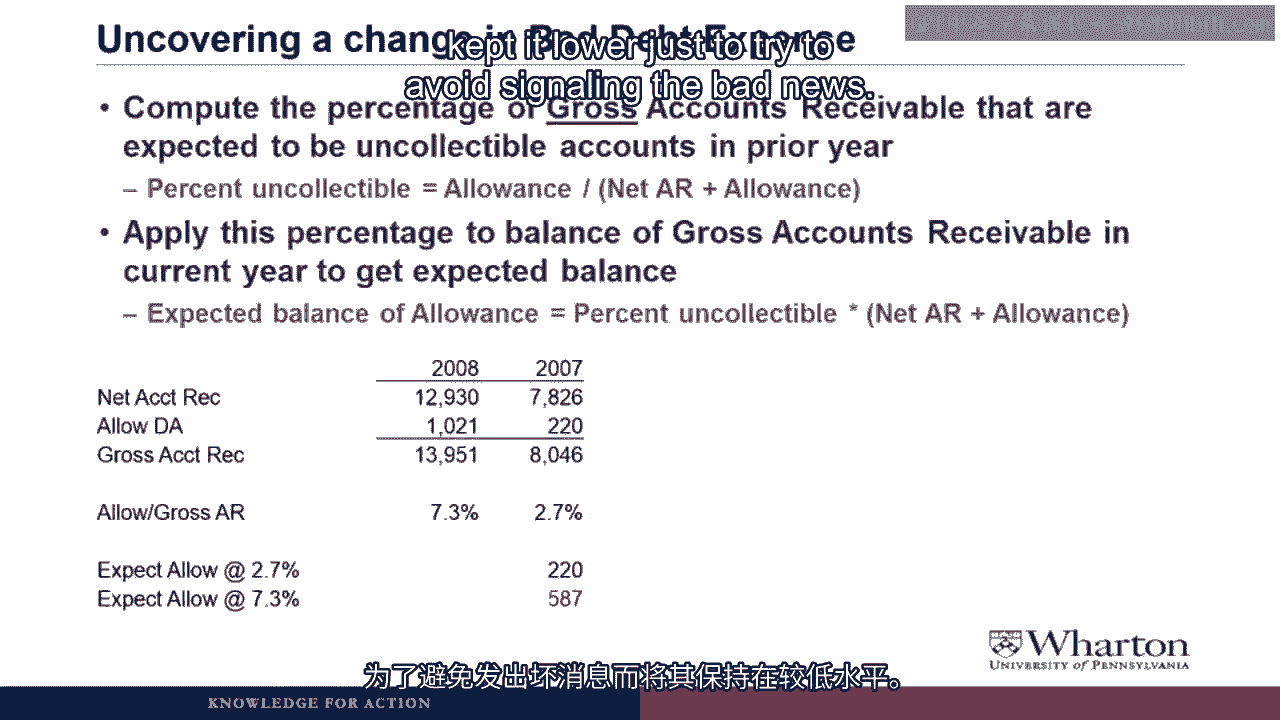 Uncovering a change in Bad Debt Expense
kept it lower just to try to
avoid signaling the bad news.
• Compute the percentage of Gross Accounts Receivable that are
expected to be uncollectible accounts in prior year
– Percent uncollectible = Allowance / (Net AR + Allowance)
• Apply this percentage to balance of Gross Accounts Receivable in
current year to get expected balance
– Expected balance of Allowance = Percent uncollectible * (Net AR + Allowance)
2008 2007
Net Acct Rec 12,930 7,826
Allow DA 1,021 220
Gross Acct Rec 13,951 8,046
Allow/Gross AR 7.3% 2.7%
Expect Allow @ 2.7% 220
Expect Allow @ 7.3% 587
Wharton
UNIVERSITY of PENNSYLVANIA
为了避免发出坏消息而将其保持在较低水平。
KNOWLEDGE FOR ACTION